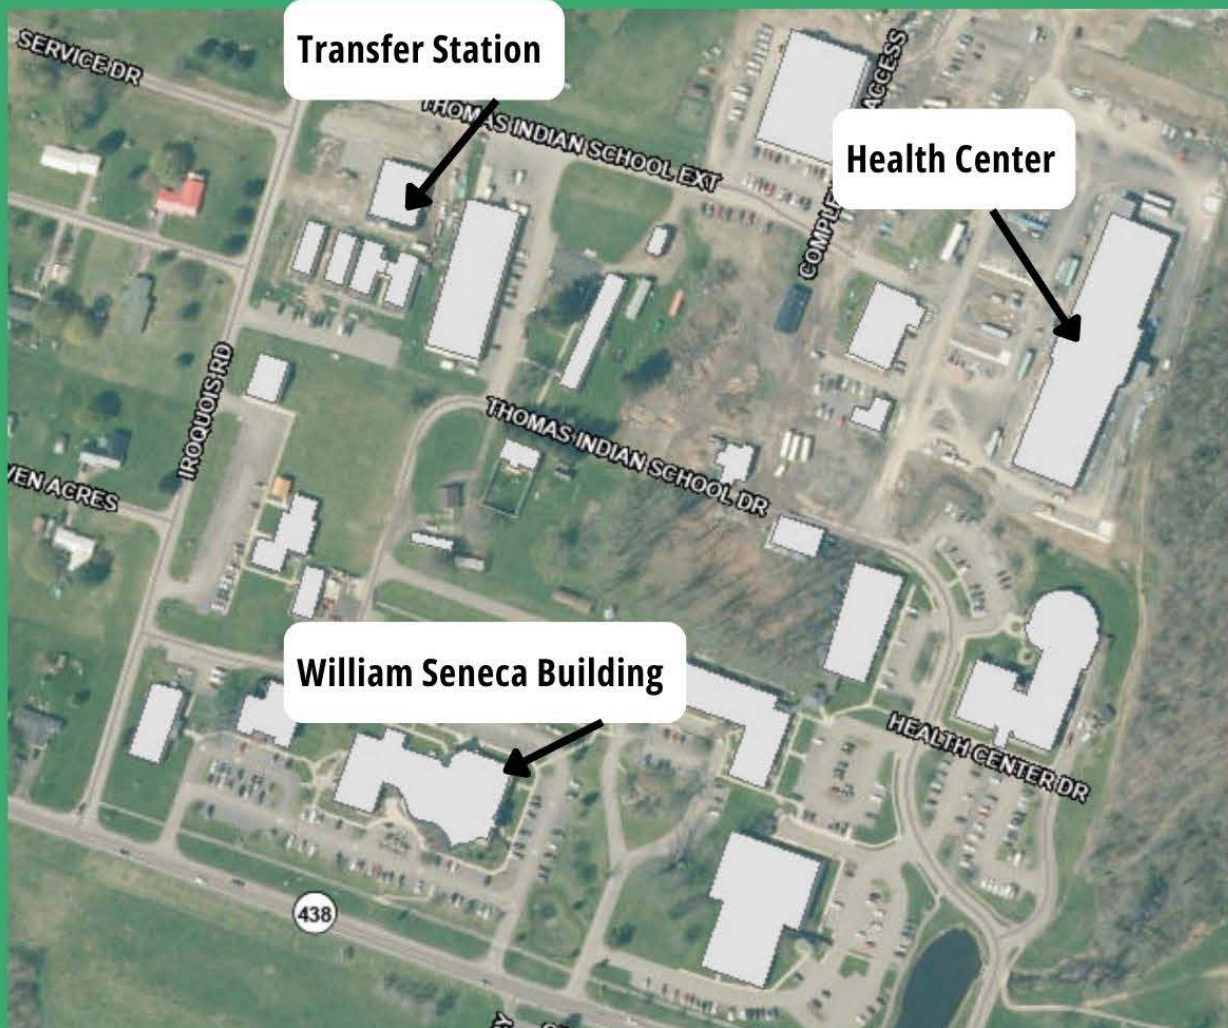 Transfer Station
SERVICE DR
THOMAS INDIAN SCHOOL EXT
ACCESS
Health Center
IROQUOIS RD
THOMAS INDIAN SCHOOL DR
VEN ACRES
William Seneca Building
HEALTH CENTER DR
438